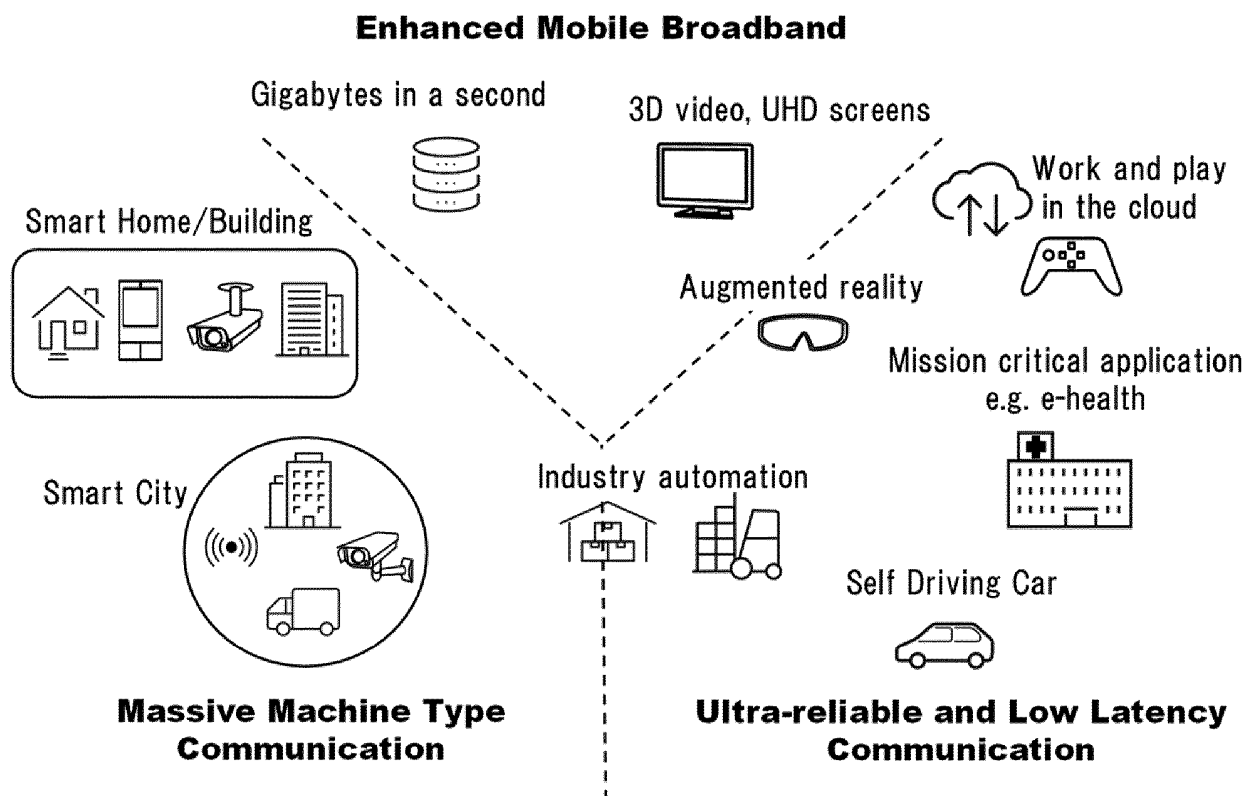 Enhanced Mobile Broadband
Gigabytes in a second
3D video, UHD screens
Work and play
in the cloud
Smart Home/Building
Augmented reality
Mission critical application
e.g. e-health
Smart City
Industry automation
Self Driving Car
Massive Machine Type
Communication
Ultra-reliable and Low Latency
Communication